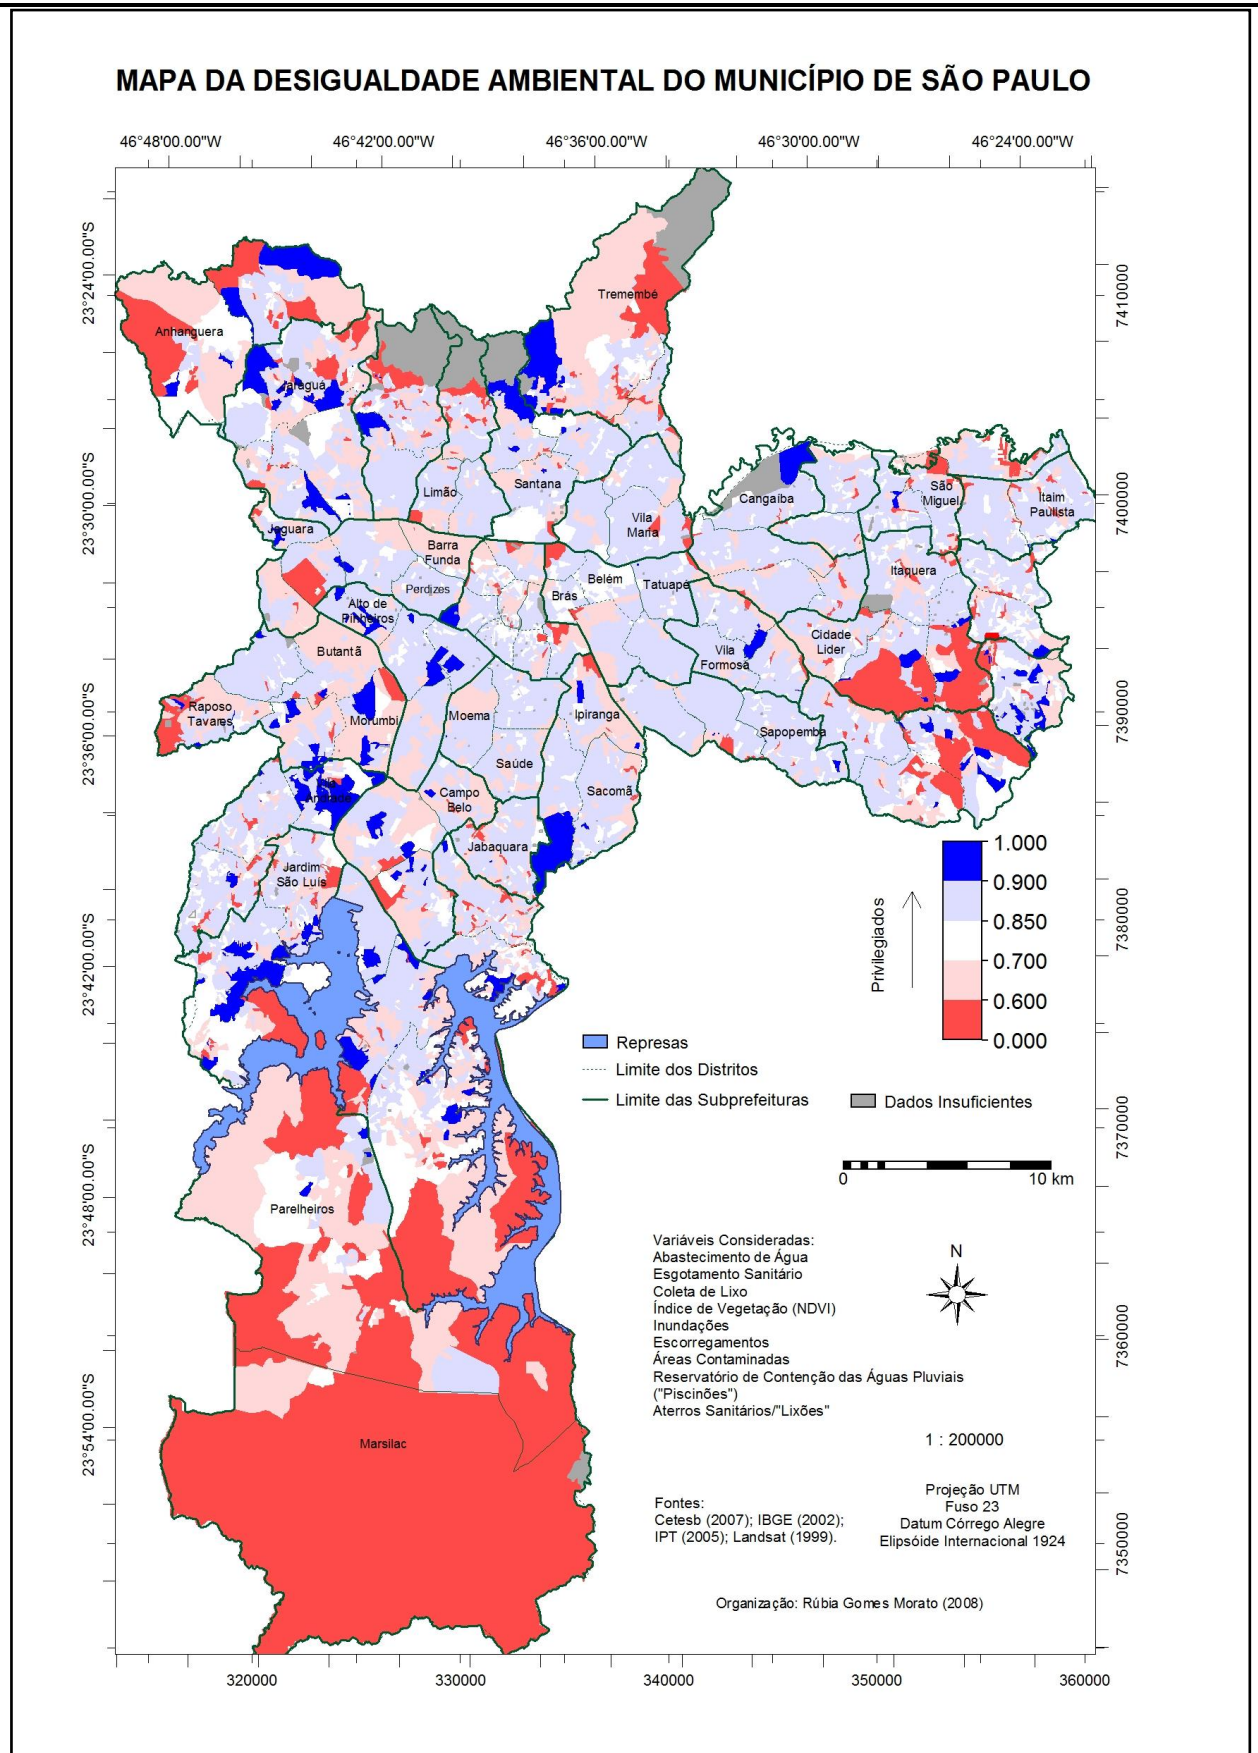 MAPA DA DESIGUALDADE AMBIENTAL DO MUNICÍPIO DE SÃO PAULO
46°48'00.00"W 46°42'00.00"W 46°36'00.00"W 46°30'00.00"W 46°24'00.00"W
23°24'00.00"S
23°30'00.00"S
23°36'00.00"S
23°42'00.00"S
23°48'00.00"S
23°54'00.00"S
7410000
7400000
7390000
7380000
7370000
7360000
7350000
Tremembé
Anhanguera
Jaraguá
Limão
Santana
Cangaíba
São
Miguel
Itaim
Paulista
Vila
Maria
Jaguara
Barra
Funda
Itaquera
Perdizes
Belém
Tatuapé
Brás
Alto de
Pinheiros
Butantã
Cidade
Lider
Vila
Formosa
Raposo
Tavares
Morumbi
Moema
Ipiranga
Sapopemba
Saúde
Andrade
Campo
Belo
Sacomã
Jabaquara
Jardim
São Luís
Parelheiros
Marsilac
Privilegiados
1.000
0.900
0.850
0.700
0.600
0.000
Represas
Limite dos Distritos
Limite das Subprefeituras
Dados Insuficientes
0 10 km
N
Variáveis Consideradas:
Abastecimento de Água
Esgotamento Sanitário
Coleta de Lixo
Índice de Vegetação (NDVI)
Inundações
Escorregamentos
Áreas Contaminadas
Reservatório de Contenção das Águas Pluviais
("Piscinões")
Aterros Sanitários/"Lixões"
1 : 200000
Fontes:
Cetesb (2007); IBGE (2002);
IPT (2005); Landsat (1999).
Projeção UTM
Fuso 23
Datum Córrego Alegre
Elipsóide Internacional 1924
Organização: Rúbia Gomes Morato (2008)
320000 330000 340000 350000 360000